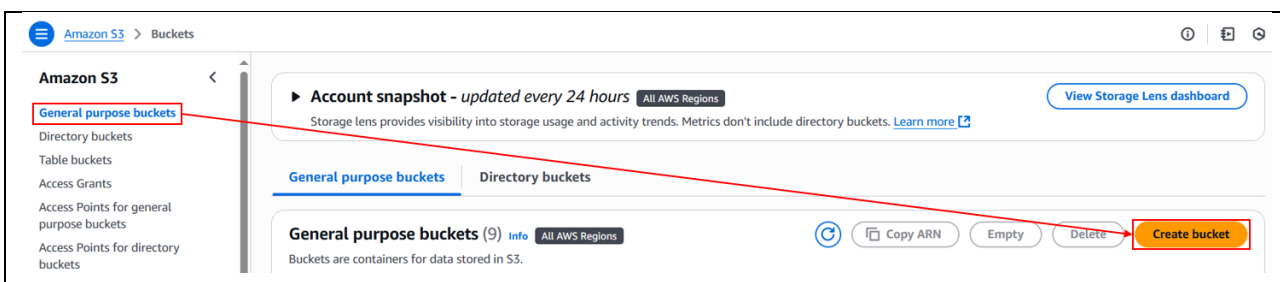 Amazon S3 > Buckets
Amazon S3
General purpose buckets
Directory buckets
Table buckets
Access Grants
Access Points for general
purpose buckets
Access Points for directory
buckets
Account snapshot - updated every 24 hours All AWS Regions
View Storage Lens dashboard
Storage lens provides visibility into storage usage and activity trends. Metrics don't include directory buckets. Learn more
General purpose buckets Directory buckets
General purpose buckets (9) Info All AWS Regions
Copy ARN Empty Delete Create bucket
Buckets are containers for data stored in S3.